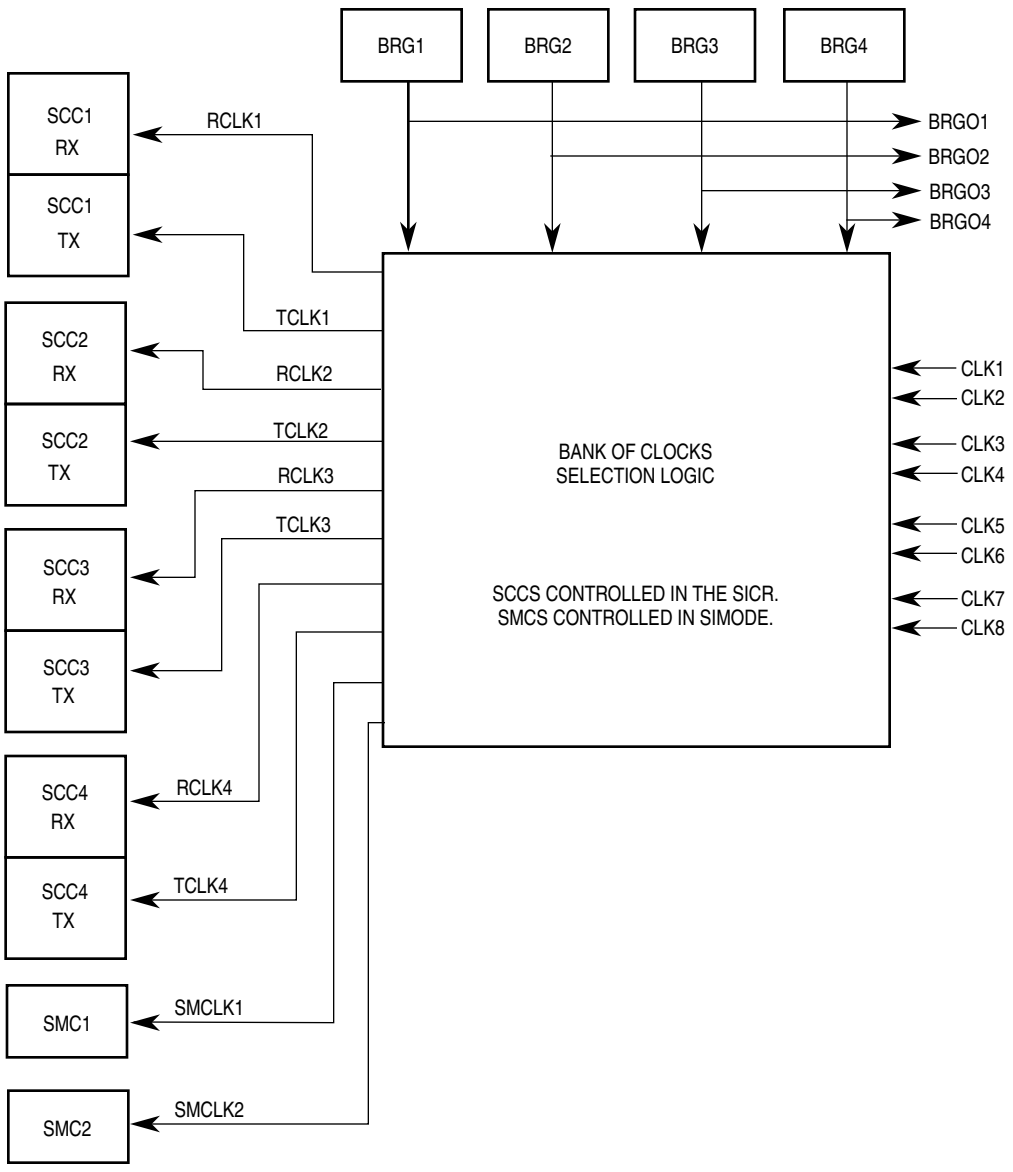 BRG1
BRG2
BRG3
BRG4
BRGO1
BRGO2
BRGO3
BRGO4
SCC1
RX
RCLK1
SCC1
TX
TCLK1
SCC2
RX
RCLK2
SCC2
TX
TCLK2
SCC3
RX
RCLK3
SCC3
TX
TCLK3
SCC4
RX
RCLK4
SCC4
TX
TCLK4
SMC1
SMCLK1
SMC2
SMCLK2
BANK OF CLOCKS
SELECTION LOGIC
SCCS CONTROLLED IN THE SICR.
SMCS CONTROLLED IN SIMODE.
CLK1
CLK2
CLK3
CLK4
CLK5
CLK6
CLK7
CLK8